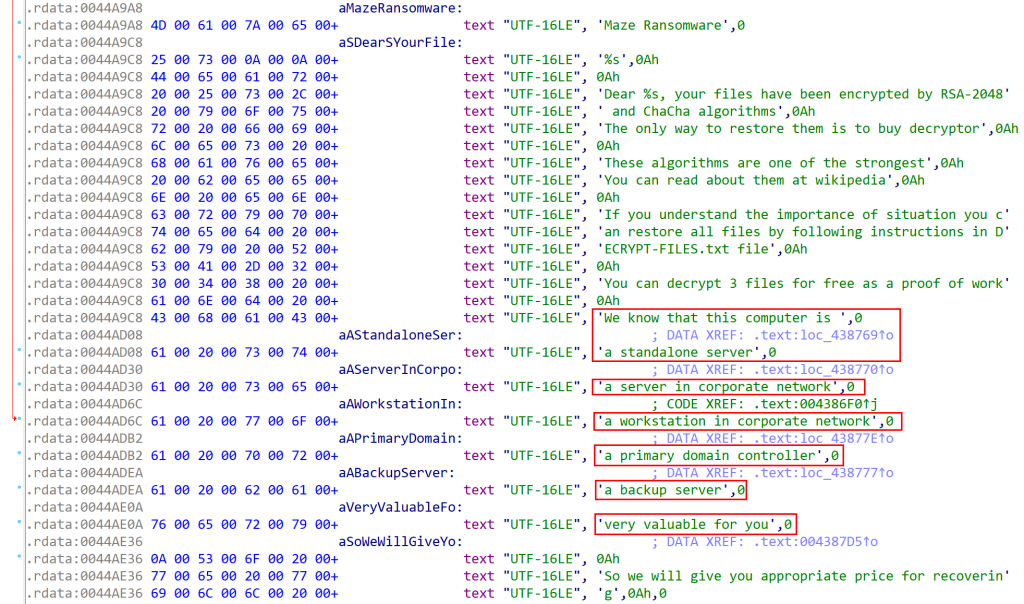 .rdata:0044A9A8 aMazeRansomware:
.rdata:0044A9A8 4D 00 61 00 7A 00 65 00+ text "UTF-16LE", 'Maze Ransomware',0
.rdata:0044A9C8 aSDearSYourFile:
.rdata:0044A9C8 25 00 73 00 0A 00 0A 00+ text "UTF-16LE", '%s',0Ah
.rdata:0044A9C8 44 00 65 00 61 00 72 00+ text "UTF-16LE", 0Ah
.rdata:0044A9C8 20 00 25 00 73 00 2C 00+ text "UTF-16LE", 'Dear %s, your files have been encrypted by RSA-2048'
.rdata:0044A9C8 20 00 79 00 6F 00 75 00+ text "UTF-16LE", ' and ChaCha algorithms',0Ah
.rdata:0044A9C8 72 00 20 00 66 00 69 00+ text "UTF-16LE", 'The only way to restore them is to buy decryptor',0Ah
.rdata:0044A9C8 6C 00 65 00 73 00 20 00+ text "UTF-16LE", 0Ah
.rdata:0044A9C8 68 00 61 00 76 00 65 00+ text "UTF-16LE", 'These algorithms are one of the strongest',0Ah
.rdata:0044A9C8 20 00 62 00 65 00 65 00+ text "UTF-16LE", 'You can read about them at wikipedia',0Ah
.rdata:0044A9C8 6E 00 20 00 65 00 6E 00+ text "UTF-16LE", 0Ah
.rdata:0044A9C8 63 00 72 00 79 00 70 00+ text "UTF-16LE", 'If you understand the importance of situation you c'
.rdata:0044A9C8 74 00 65 00 64 00 20 00+ text "UTF-16LE", 'an restore all files by following instructions in D'
.rdata:0044A9C8 62 00 79 00 20 00 52 00+ text "UTF-16LE", 'ECRYPT-FILES.txt file',0Ah
.rdata:0044A9C8 53 00 41 00 2D 00 32 00+ text "UTF-16LE", 0Ah
.rdata:0044A9C8 30 00 34 00 38 00 20 00+ text "UTF-16LE", 'You can decrypt 3 files for free as a proof of work'
.rdata:0044A9C8 61 00 6E 00 64 00 20 00+ text "UTF-16LE", 0Ah
.rdata:0044A9C8 43 00 68 00 61 00 43 00+ text "UTF-16LE", 'We know that this computer is ',0
.rdata:0044AD08 aAStandaloneSer: ; DATA XREF: .text:loc_438769↑o
.rdata:0044AD08 61 00 20 00 73 00 74 00+ text "UTF-16LE", 'a standalone server',0
.rdata:0044AD30 aAServerInCorpo: ; DATA XREF: .text:loc_438770↑o
.rdata:0044AD30 61 00 20 00 73 00 65 00+ text "UTF-16LE", 'a server in corporate network',0
.rdata:0044AD6C aAWorkstationIn: ; CODE XREF: .text:004386F0↑j
.rdata:0044AD6C 61 00 20 00 77 00 6F 00+ text "UTF-16LE", 'a workstation in corporate network',0
.rdata:0044ADB2 aAPrimaryDomain: ; DATA XREF: .text:loc_43877E↑o
.rdata:0044ADB2 61 00 20 00 70 00 72 00+ text "UTF-16LE", 'a primary domain controller',0
.rdata:0044ADEA aABackupServer: ; DATA XREF: .text:loc_438777↑o
.rdata:0044ADEA 61 00 20 00 62 00 61 00+ text "UTF-16LE", 'a backup server',0
.rdata:0044AE0A aVeryValuableFo:
.rdata:0044AE0A 76 00 65 00 72 00 79 00+ text "UTF-16LE", 'very valuable for you',0
.rdata:0044AE36 aSoWeWillGiveYo: ; DATA XREF: .text:004387D5↑o
.rdata:0044AE36 0A 00 53 00 6F 00 20 00+ text "UTF-16LE", 0Ah
.rdata:0044AE36 77 00 65 00 20 00 77 00+ text "UTF-16LE", 'So we will give you appropriate price for recoverin'
.rdata:0044AE36 69 00 6C 00 6C 00 20 00+ text "UTF-16LE", 'g',0Ah,0